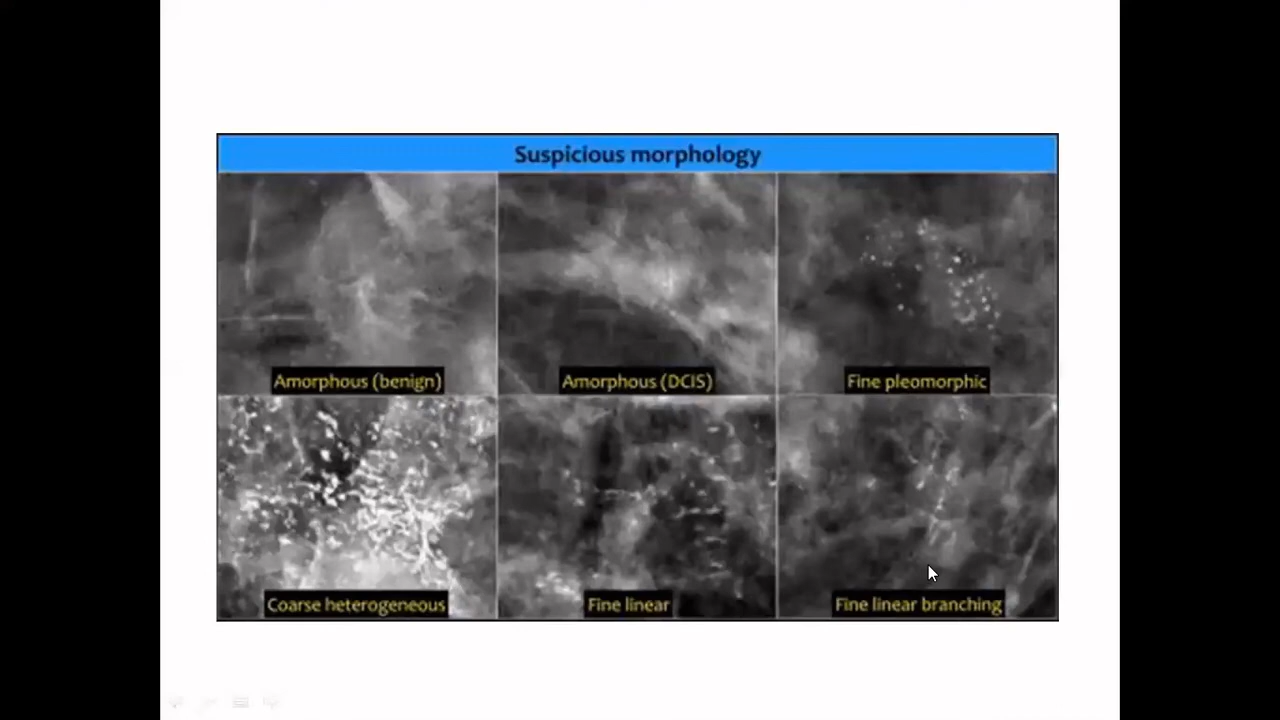 Suspicious morphology
Amorphous (benign)
Amorphous (DCIS)
Fine pleomorphic
Coarse heterogeneous
Fine linear
Fine linear branching